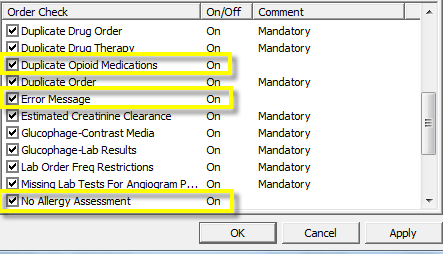 Order Check On/Off Comment
Duplicate Drug Order On Mandatory
Duplicate Drug Therapy On Mandatory
Duplicate Opioid Medications On
Duplicate Order On Mandatory
Error Message On
Estimated Creatinine Clearance On Mandatory
Glucophage-Contrast Media On Mandatory
Glucophage-Lab Results On Mandatory
Lab Order Freq Restrictions On Mandatory
Missing Lab Tests For Angiogram P... On Mandatory
No Allergy Assessment On
OK Cancel Apply